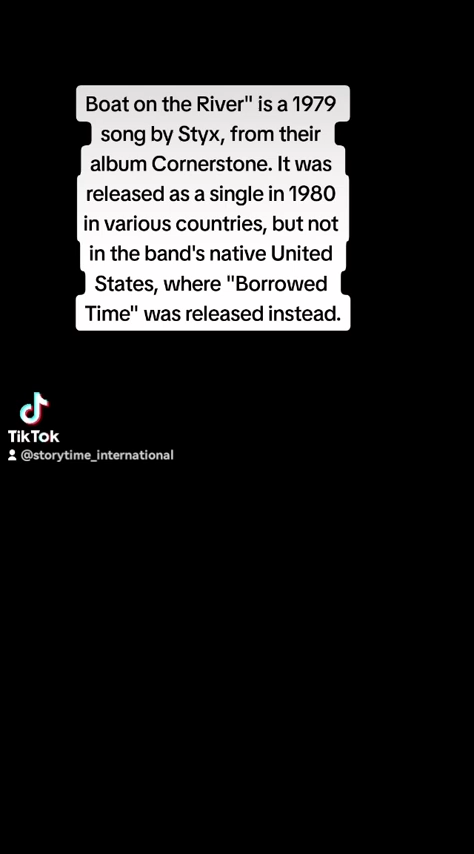 Boat on the River" is a 1979
song by Styx, from their
album Cornerstone. It was
released as a single in 1980
in various countries, but not
in the band's native United
States, where "Borrowed
Time" was released instead.
TikTok
@storytime_international